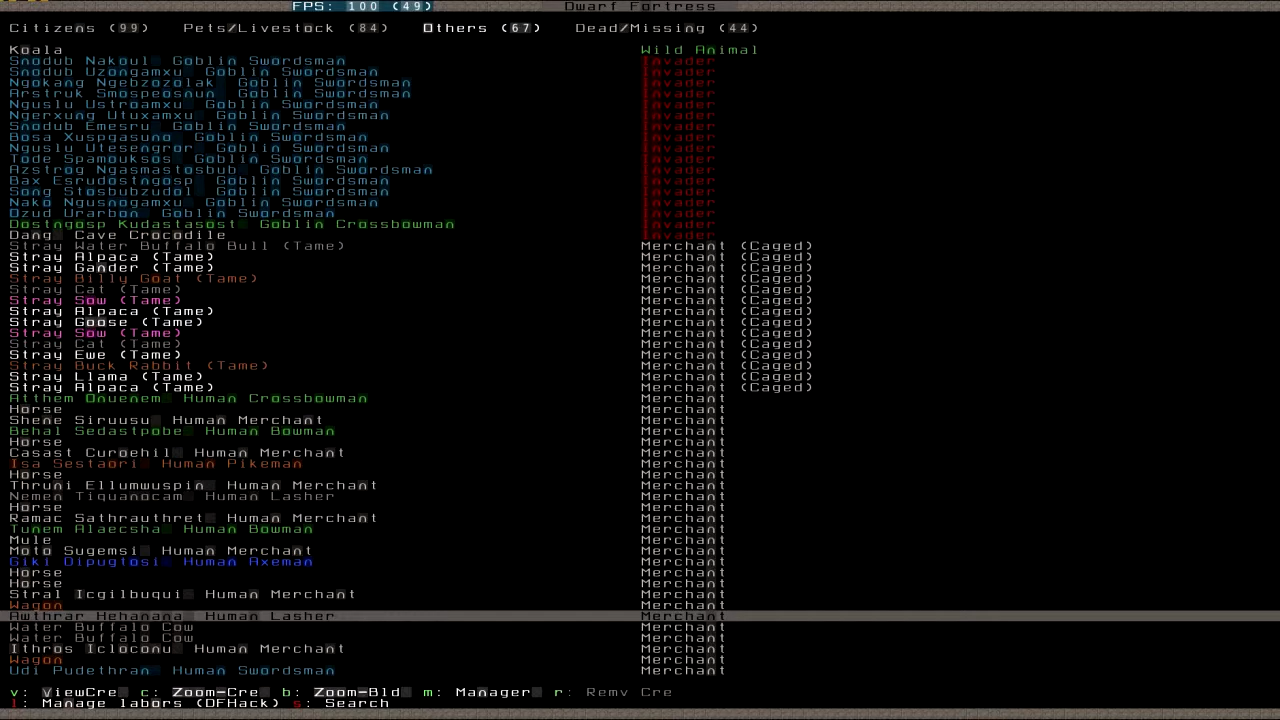 FPS: 100 (49) Dwarf Fortress
Citizens (99) Pets/Livestock (84) Others (67) Dead/Missing (44)
Koala Wild Animal
Snodub Nakoul Goblin Swordsman Invader
Snodub Uzongamxu Goblin Swordsman Invader
Ngokang Ngebzozolak Goblin Swordsman Invader
Arstruk Smospeosnun Goblin Swordsman Invader
Nguslu Ustroamxu Goblin Swordsman Invader
Ngerxung Utuxamxu Goblin Swordsman Invader
Snodub Emesru Goblin Swordsman Invader
Bosa Xuspgasung Goblin Swordsman Invader
Nguslu Utesengror Goblin Swordsman Invader
Tode Spamouksos Goblin Swordsman Invader
Azstrog Ngasmastosbub Goblin Swordsman Invader
Bax Esrudostngosp Goblin Swordsman Invader
Song Stosbubzudol Goblin Swordsman Invader
Nako Ngusnugdomon Goblin Swordsman Invader
Ozud Urarbon Goblin Swordsman Invader
Dostngosp Kudastasost Goblin Crossbowman Invader
Dang Cave Crocodile Invader
Stray Water Buffalo Bull (Tame) Merchant (Caged)
Stray Alpaca (Tame) Merchant (Caged)
Stray Gander (Tame) Merchant (Caged)
Stray Billy Goat (Tame) Merchant (Caged)
Stray Cat (Tame) Merchant (Caged)
Stray Sow (Tame) Merchant (Caged)
Stray Alpaca (Tame) Merchant (Caged)
Stray Goose (Tame) Merchant (Caged)
Stray Sow (Tame) Merchant (Caged)
Stray Cat (Tame) Merchant (Caged)
Stray Ewe (Tame) Merchant (Caged)
Stray Buck Rabbit (Tame) Merchant (Caged)
Stray Llama (Tame) Merchant (Caged)
Stray Alpaca (Tame) Merchant (Caged)
Atthem Onuenem Human Crossbowman Merchant
Horse Merchant
Shene Siruusu Human Merchant Merchant
Behal Sedastpobe Human Bowman Merchant
Horse Merchant
Casast Curoehil Human Merchant Merchant
Isa Sestaori Human Pikeman Merchant
Horse Merchant
Thruni Ellumwuspin Human Merchant Merchant
Nemen Tiquanocam Human Lasher Merchant
Horse Merchant
Ramac Sathrauthret Human Merchant Merchant
Tunem Alaecsha Human Bowman Merchant
Mule Merchant
Moto Sugemsi Human Merchant Merchant
Giki Dipugtosi Human Axeman Merchant
Horse Merchant
Horse Merchant
Stral Icgilbuqui Human Merchant Merchant
Wagon Merchant
Awthrar Hehanana Human Lasher Merchant
Water Buffalo Cow Merchant
Water Buffalo Cow Merchant
Ithros Icloconu Human Merchant Merchant
Wagon Merchant
Udi Pudethran Human Swordsman Merchant
v: ViewCre c: Zoom-Cre b: Zoom-Bld m: Manager r: Remv Cre
l: Manage labors (DFHack) s: Search